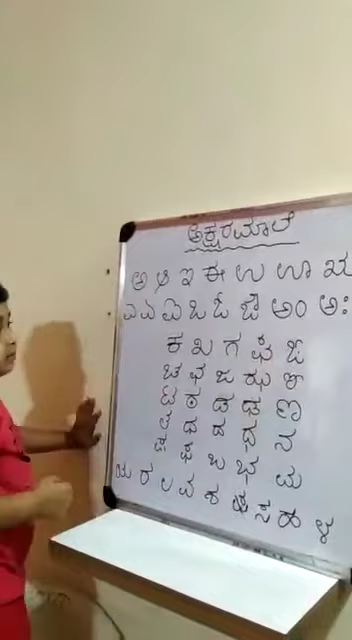 ಅಕ್ಷರಮಾಲೆ
ಅ ಆ ಇ ಈ ಉ ಊ ಋ
ಎ ಏ ಐ ಒ ಓ ಔ ಅಂ ಅಃ
ಕ ಖ ಗ ಘ ಙ
ಚ ಛ ಜ ಝ ಞ
ಟ ಠ ಡ ಢ ಣ
ತ ಥ ದ ಧ ನ
ಪ ಫ ಬ ಭ ಮ
ಯ ರ ಲ ವ ಶ ಷ ಸ ಹ ಳ